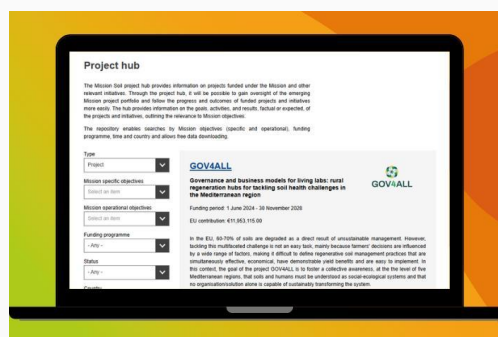 Project hub
The Mission Soil project hub provides information on projects funded under the Mission and other
relevant initiatives. Through the project hub, it will be possible to gain oversight of the emerging
Mission project portfolio and follow the progress and outcomes of funded projects and initiatives
more easily. The hub provides information on the goals, activities, and results, factual or expected, of
the projects and initiatives, outlining the relevance to Mission objectives.
The repository enables searches by Mission objectives (specific and operational), funding
programme, time and country and allows free data downloading.
Type
Project
Mission specific objectives
Select an item
Mission operational objectives
Select an item
Funding programme
- Any -
Status
- Any -
Country
GOV4ALL
Governance and business models for living labs: rural
regeneration hubs for tackling soil health challenges in
the Mediterranean region
GOV4ALL
Funding period: 1 June 2024 - 30 November 2028
EU contribution: €11,953,115.00
In the EU, 60-70% of soils are degraded as a direct result of unsustainable management. However,
tackling this multifaceted challenge is not an easy task, mainly because farmers' decisions are influenced
by a wide range of factors, making it difficult to define regenerative soil management practices that are
simultaneously effective, economical, have demonstrable yield benefits and are easy to implement. In
this context, the goal of the project GOV4ALL is to foster a collective awareness, at the the level of five
Mediterranean regions, that soils and humans must be understood as social-ecological systems and that
no organisation/solution alone is capable of sustainably transforming the system.